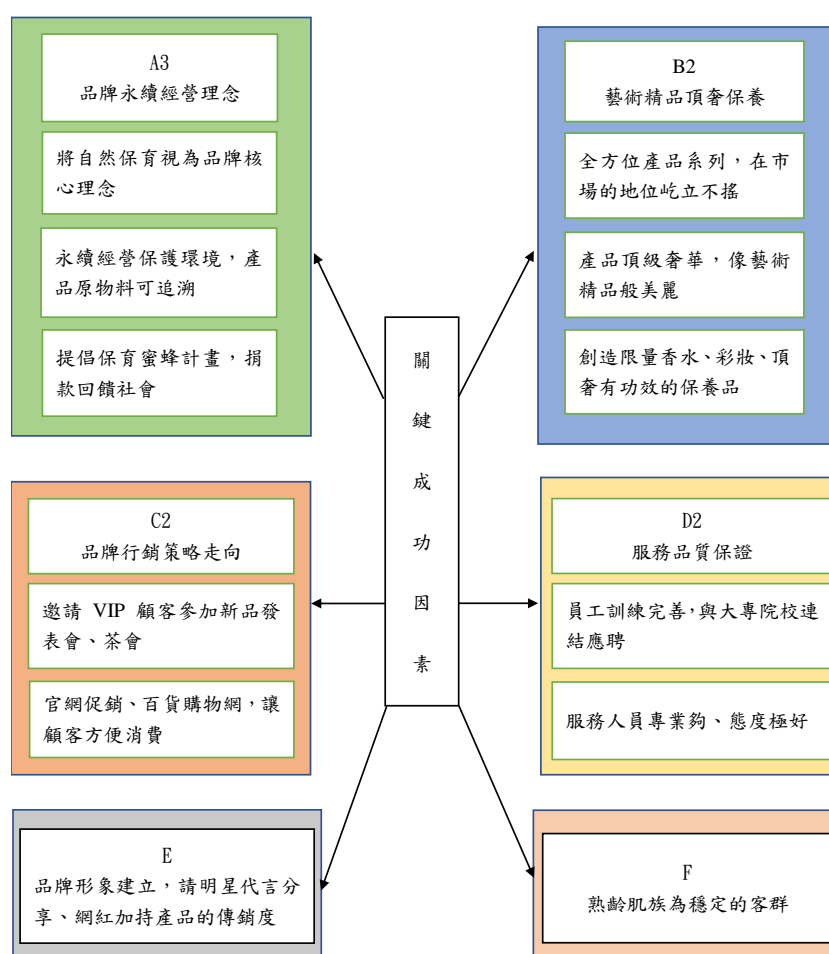 A3
品牌永續經營理念
將自然保育視為品牌核
心理念
永續經營保護環境，產
品原物料可追溯
提倡保育蜜蜂計畫，捐
款回饋社會
B2
藝術精品頂奢保養
全方位產品系列，在市
場的地位屹立不搖
產品頂級奢華，像藝術
精品般美麗
創造限量香水、彩妝、頂
奢有功效的保養品
關
鍵
成
功
因
素
C2
品牌行銷策略走向
邀請 VIP 顧客參加新品發
表會、茶會
官網促銷、百貨購物網，讓
顧客方便消費
D2
服務品質保證
員工訓練完善，與大專院校連
結應聘
服務人員專業夠、態度極好
E
品牌形象建立，請明星代言分
享、網紅加持產品的傳銷度
F
熟齡肌族為穩定的客群